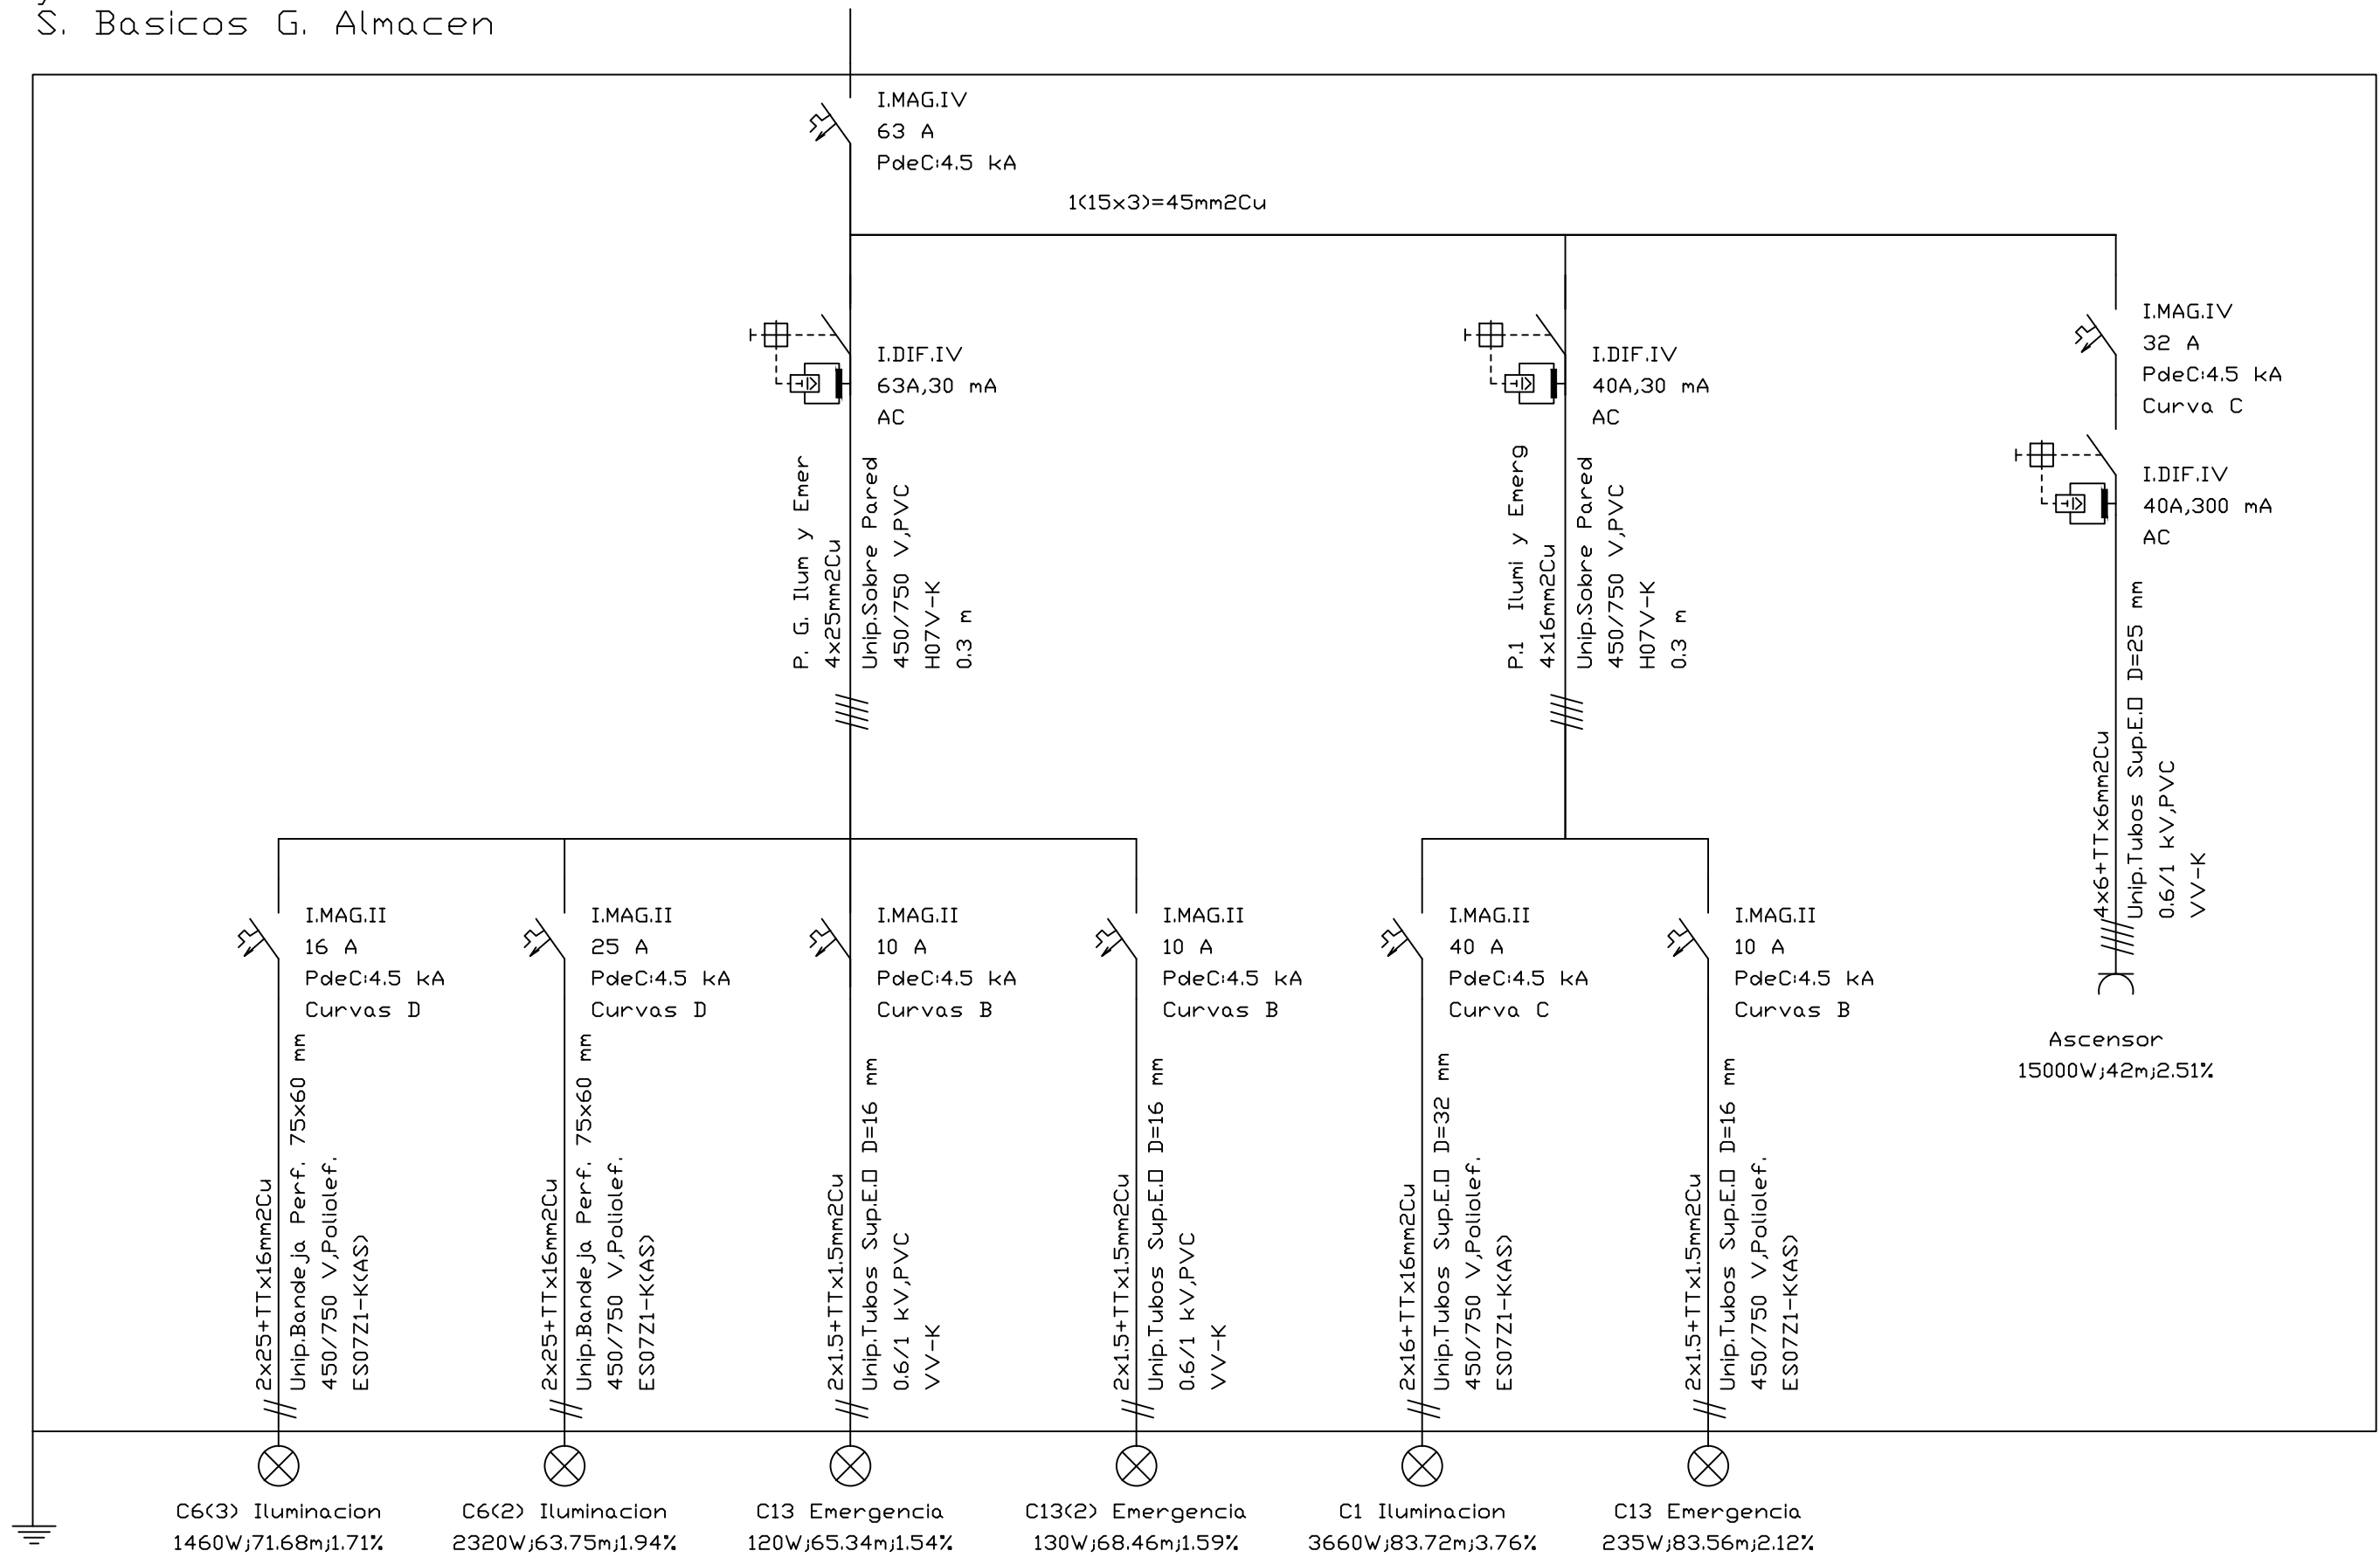 S. Basicos G. Almacen
I.MAG.IV
63 A
PdeC:4.5 kA
1(15x3)=45mm2Cu
I.DIF.IV
63A,30 mA
AC
P. G. Ilum y Emer
4x25mm2Cu
Unip.Sobre Pared
450/750 V,PVC
H07V-K
0.3 m
I.DIF.IV
40A,30 mA
AC
P.1 Ilumi y Emerg
4x16mm2Cu
Unip.Sobre Pared
450/750 V,PVC
H07V-K
0.3 m
I.MAG.IV
32 A
PdeC:4.5 kA
Curva C
I.DIF.IV
40A,300 mA
AC
4x6+TTx6mm2Cu
Unip.Tubos Sup.E.□ D=25 mm
0.6/1 kV,PVC
VV-K
Ascensor
15000W;42m;2.51%
I.MAG.II
16 A
PdeC:4.5 kA
Curvas D
2x25+TTx16mm2Cu
Unip.Bandeja Perf. 75x60 mm
450/750 V,Poliolef.
ES07Z1-K(AS)
C6(3) Iluminacion
1460W;71.68m;1.71%
I.MAG.II
25 A
PdeC:4.5 kA
Curvas D
2x25+TTx16mm2Cu
Unip.Bandeja Perf. 75x60 mm
450/750 V,Poliolef.
ES07Z1-K(AS)
C6(2) Iluminacion
2320W;63.75m;1.94%
I.MAG.II
10 A
PdeC:4.5 kA
Curvas B
2x1.5+TTx1.5mm2Cu
Unip.Tubos Sup.E.□ D=16 mm
0.6/1 kV,PVC
VV-K
C13 Emergencia
120W;65.34m;1.54%
I.MAG.II
10 A
PdeC:4.5 kA
Curvas B
2x1.5+TTx1.5mm2Cu
Unip.Tubos Sup.E.□ D=16 mm
0.6/1 kV,PVC
VV-K
C13(2) Emergencia
130W;68.46m;1.59%
I.MAG.II
40 A
PdeC:4.5 kA
Curva C
2x16+TTx16mm2Cu
Unip.Tubos Sup.E.□ D=32 mm
450/750 V,Poliolef.
ES07Z1-K(AS)
C1 Iluminacion
3660W;83.72m;3.76%
I.MAG.II
10 A
PdeC:4.5 kA
Curvas B
2x1.5+TTx1.5mm2Cu
Unip.Tubos Sup.E.□ D=16 mm
450/750 V,Poliolef.
ES07Z1-K(AS)
C13 Emergencia
235W;83.56m;2.12%